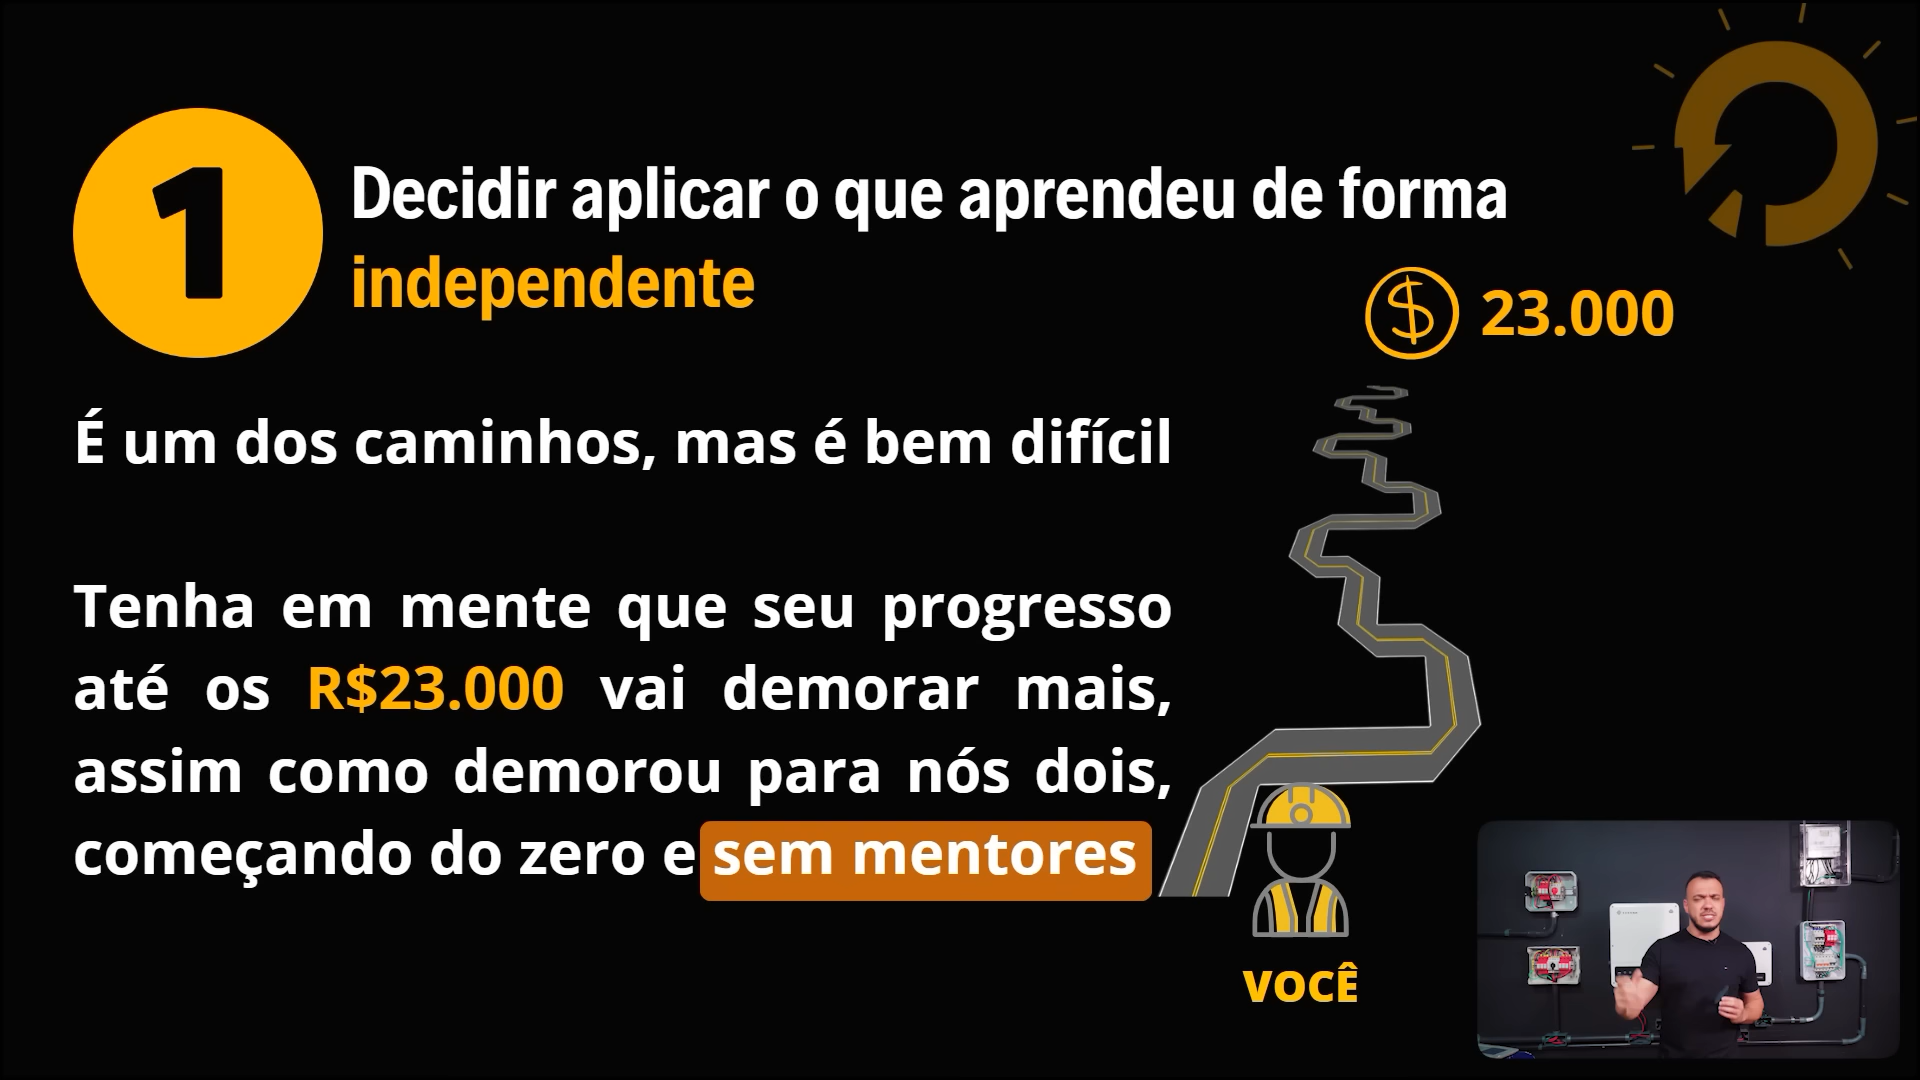 1
Decidir aplicar o que aprendeu de forma
independente
$ 23.000
É um dos caminhos, mas é bem difícil
Tenha em mente que seu progresso
até os R$23.000 vai demorar mais,
assim como demorou para nós dois,
começando do zero e sem mentores
VOCÊ